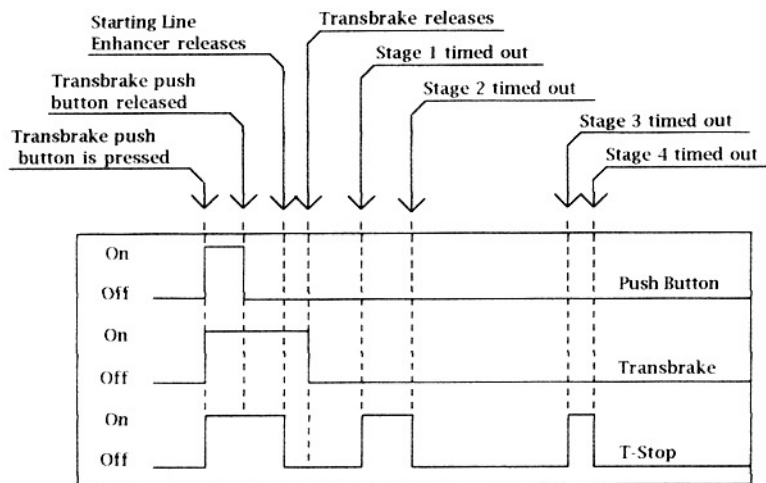 Starting Line
Enhancer releases
Transbrake releases
Stage 1 timed out
Transbrake push
button released
Stage 2 timed out
Stage 3 timed out
Transbrake push
button is pressed
Stage 4 timed out
On
Off
Push Button
On
Off
Transbrake
On
Off
T-Stop